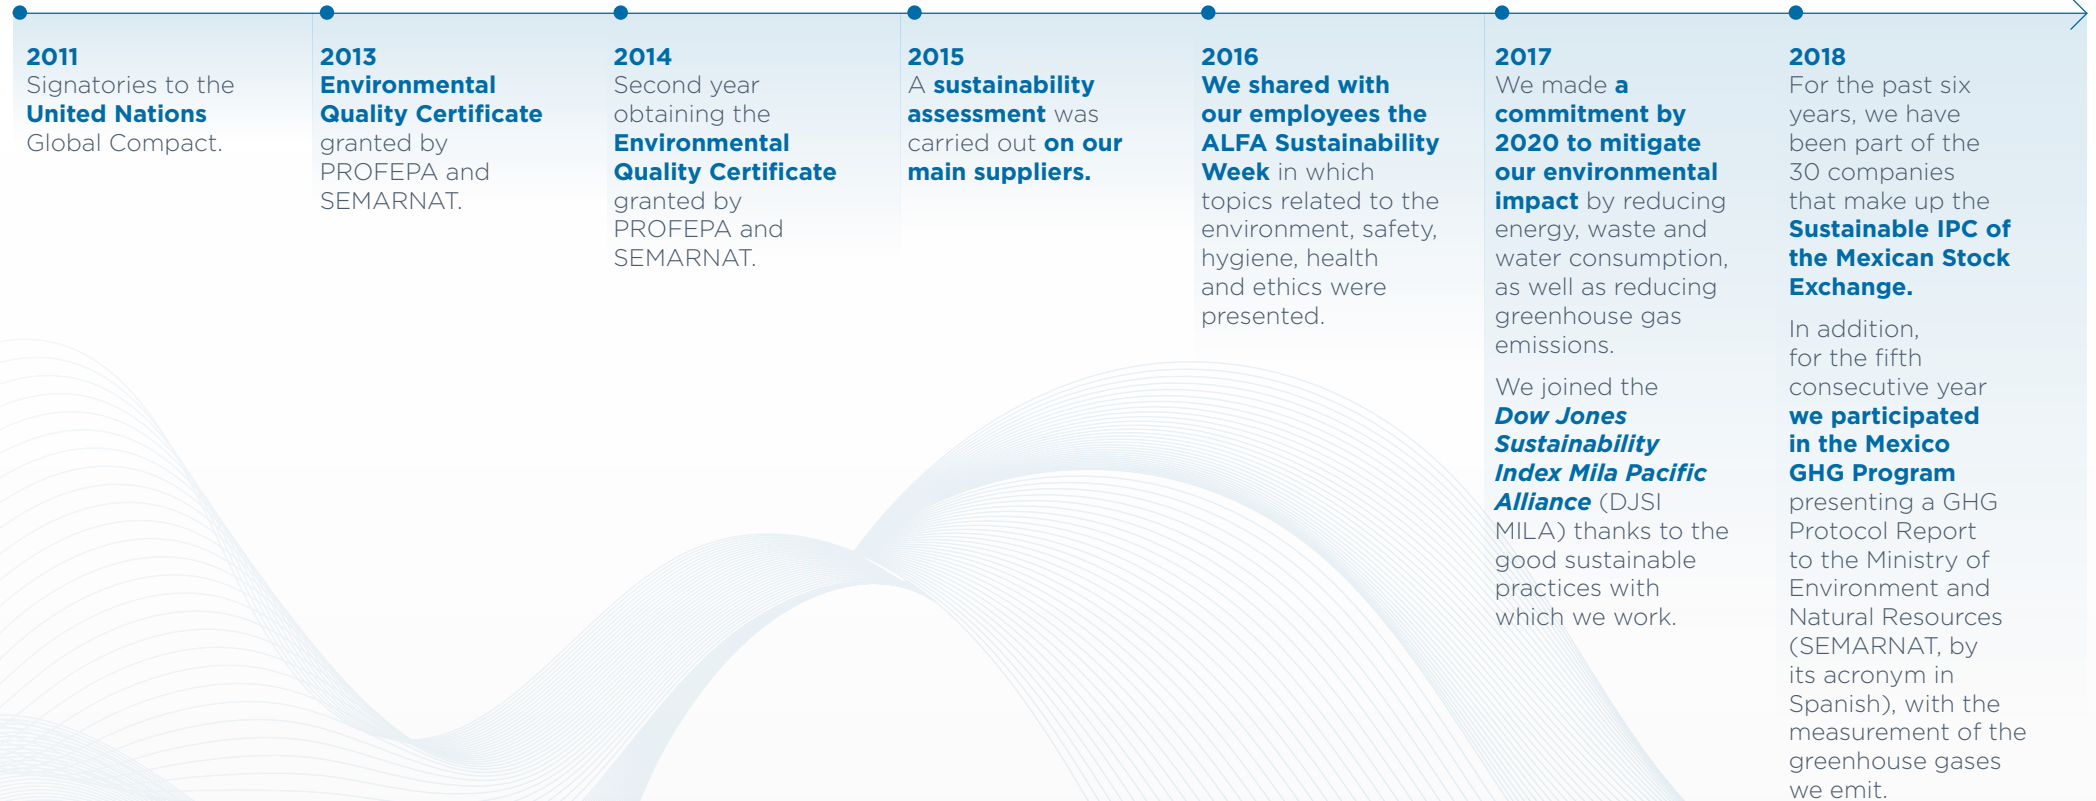 2011
Signatories to the
United Nations
Global Compact.
2013
Environmental
Quality Certificate
granted by
PROFEPA and
SEMARNAT.
2014
Second year
obtaining the
Environmental
Quality Certificate
granted by
PROFEPA and
SEMARNAT.
2015
A sustainability
assessment was
carried out on our
main suppliers.
2016
We shared with
our employees the
ALFA Sustainability
Week in which
topics related to the
environment, safety,
hygiene, health
and ethics were
presented.
2017
We made a
commitment by
2020 to mitigate
our environmental
impact by reducing
energy, waste and
water consumption,
as well as reducing
greenhouse gas
emissions.
We joined the
Dow Jones
Sustainability
Index Mila Pacific
Alliance (DJSI
MILA) thanks to the
good sustainable
practices with
which we work.
2018
For the past six
years, we have
been part of the
30 companies
that make up the
Sustainable IPC of
the Mexican Stock
Exchange.
In addition,
for the fifth
consecutive year
we participated
in the Mexico
GHG Program
presenting a GHG
Protocol Report
to the Ministry of
Environment and
Natural Resources
(SEMARNAT, by
its acronym in
Spanish), with the
measurement of the
greenhouse gases
we emit.